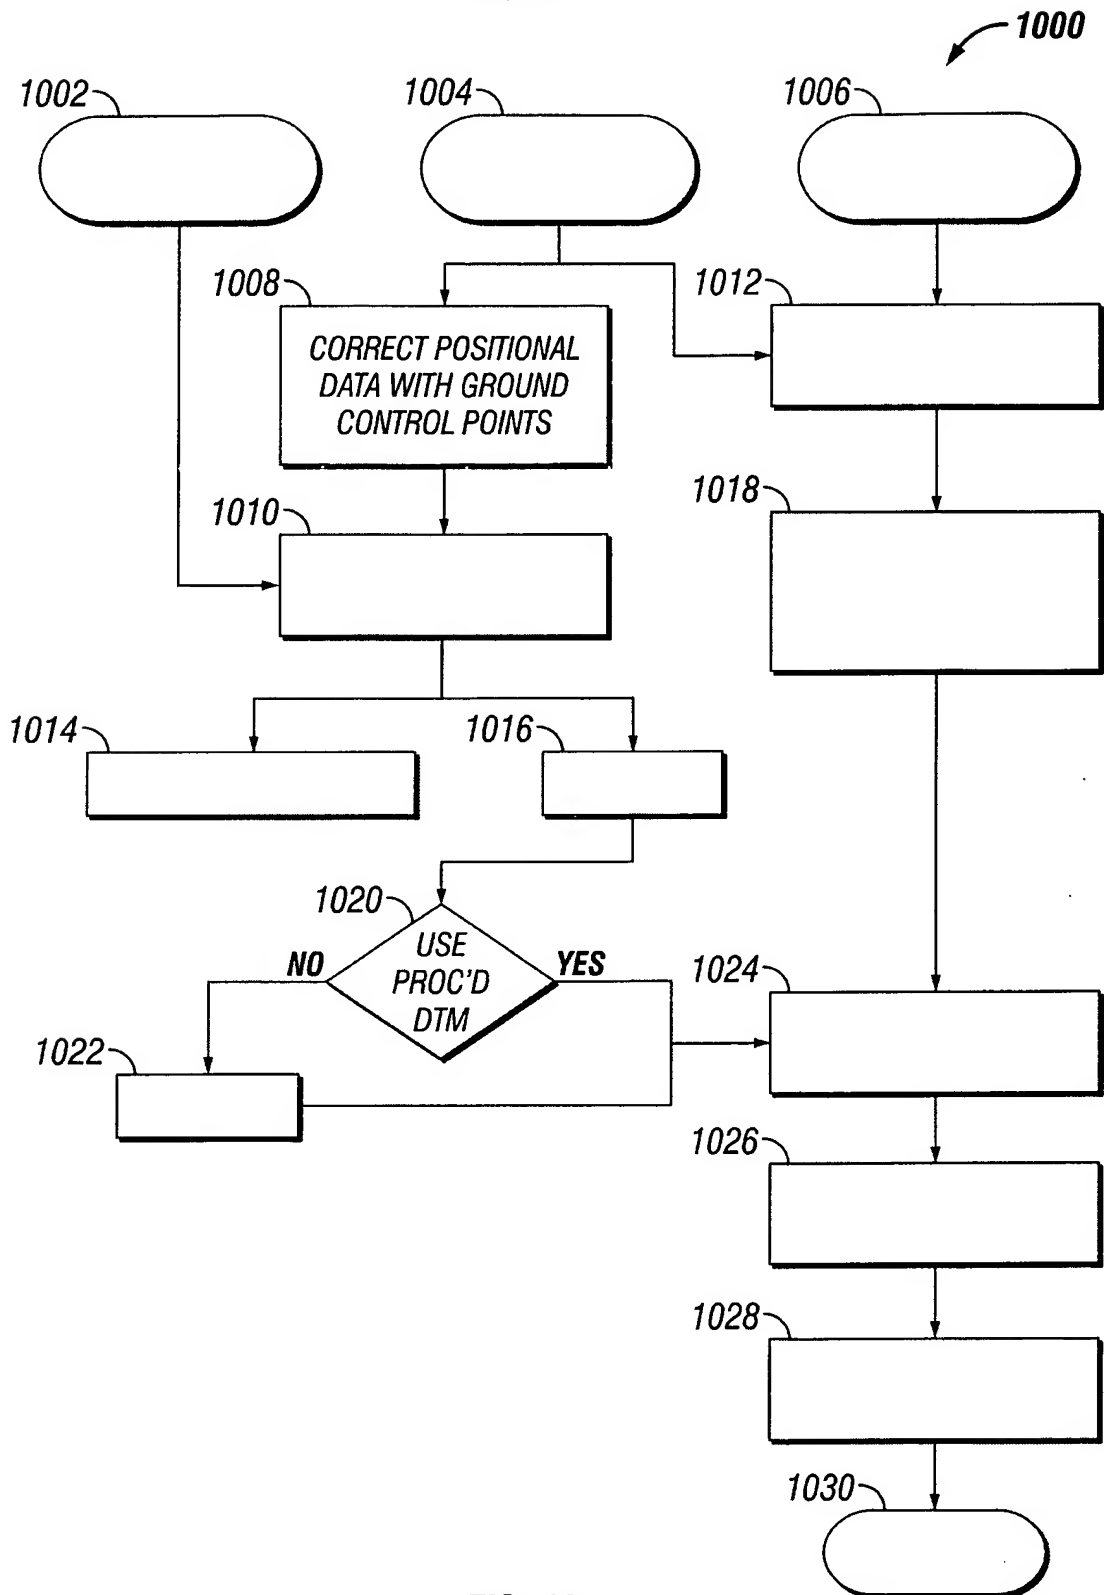 1000
1002
1004
1006
1008
1012
CORRECT POSITIONAL
DATA WITH GROUND
CONTROL POINTS
1018
1010
1014
1016
1020
NO
USE
PROC'D
DTM
YES
1024
1022
1026
1028
1030